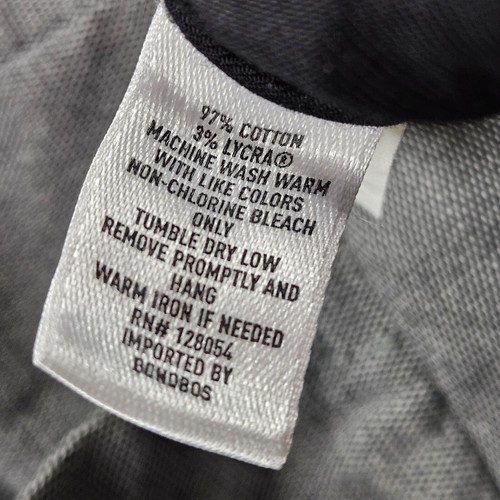 97% COTTON
3% LYCRA®
MACHINE WASH WARM
WITH LIKE COLORS
NON-CHLORINE BLEACH
ONLY
TUMBLE DRY LOW
REMOVE PROMPTLY AND
HANG
WARM IRON IF NEEDED
RN# 128054
IMPORTED BY
BONOBOS